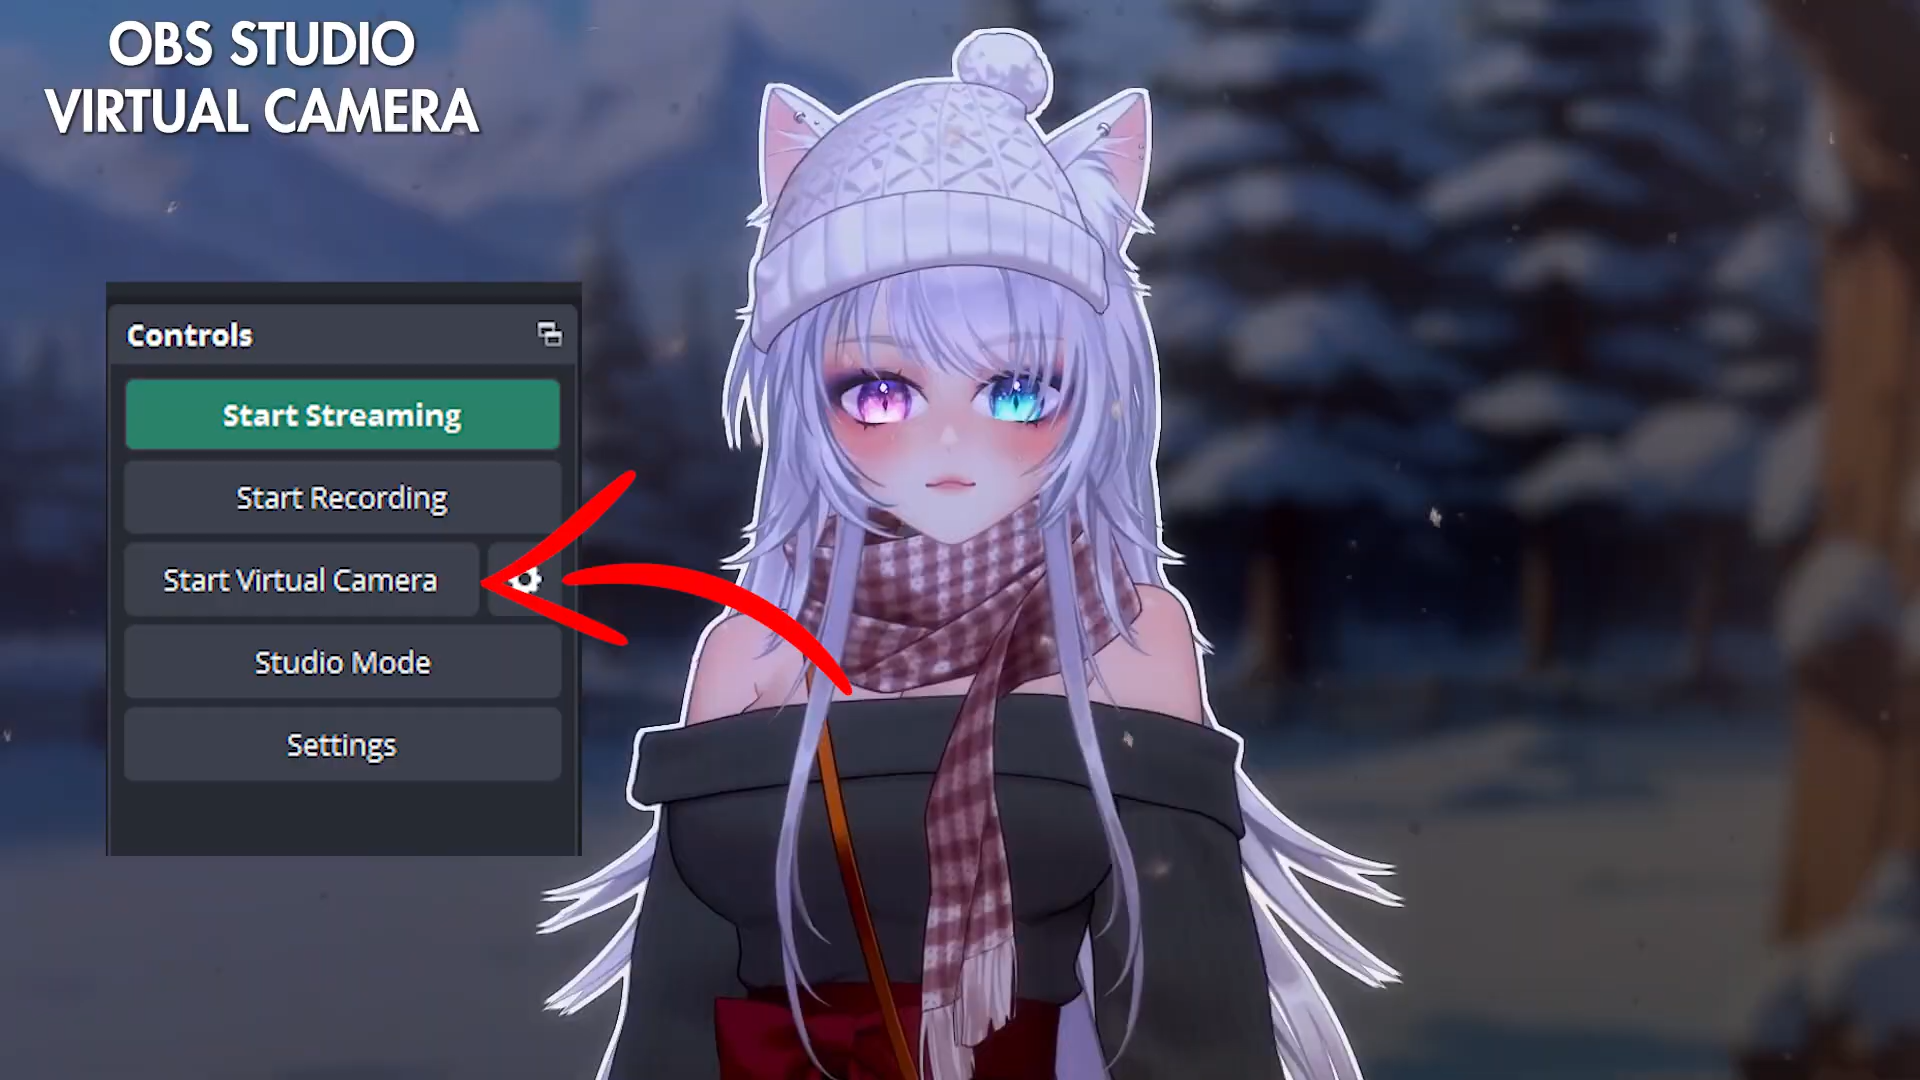 OBS STUDIO
VIRTUAL CAMERA
Controls
Start Streaming
Start Recording
Start Virtual Camera
Studio Mode
Settings